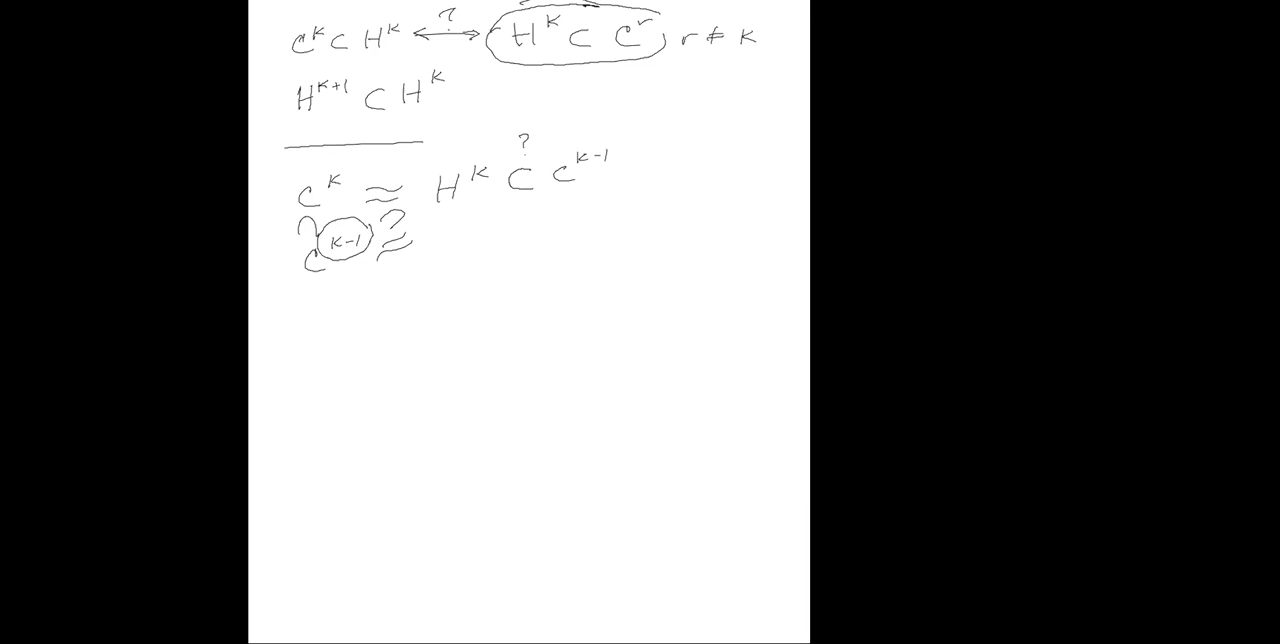 C^k ⊂ H^k ⟷? H^k ⊂ C^r r ≠ k
H^{k+1} ⊂ H^k
?
C^k ≈ H^k ⊂ C^{k-1}
? k-1 ?
C ≈